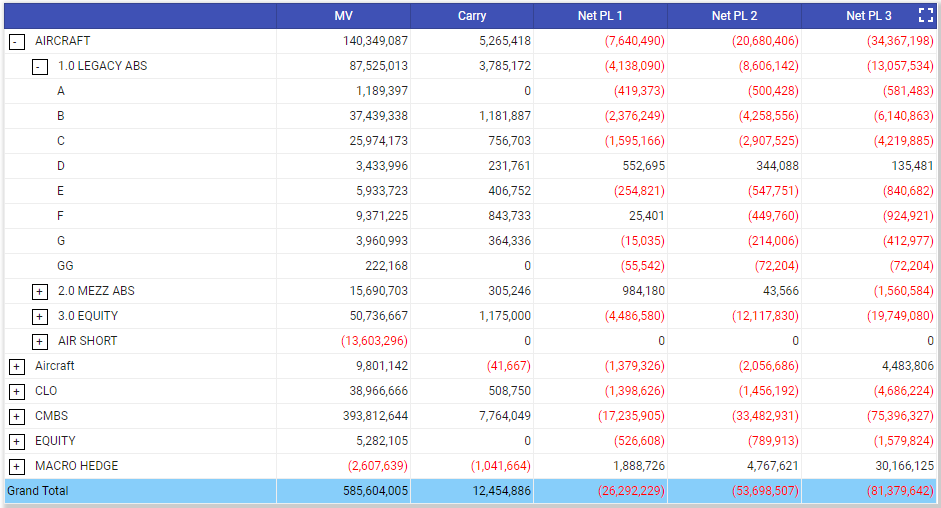 MV Carry Net PL 1 Net PL 2 Net PL 3
- AIRCRAFT 140,349,087 5,265,418 (7,640,490) (20,680,406) (34,367,198)
- 1.0 LEGACY ABS 87,525,013 3,785,172 (4,138,090) (8,606,142) (13,057,534)
A 1,189,397 0 (419,373) (500,428) (581,483)
B 37,439,338 1,181,887 (2,376,249) (4,258,556) (6,140,863)
C 25,974,173 756,703 (1,595,166) (2,907,525) (4,219,885)
D 3,433,996 231,761 552,695 344,088 135,481
E 5,933,723 406,752 (254,821) (547,751) (840,682)
F 9,371,225 843,733 25,401 (449,760) (924,921)
G 3,960,993 364,336 (15,035) (214,006) (412,977)
GG 222,168 0 (55,542) (72,204) (72,204)
+ 2.0 MEZZ ABS 15,690,703 305,246 984,180 43,566 (1,560,584)
+ 3.0 EQUITY 50,736,667 1,175,000 (4,486,580) (12,117,830) (19,749,080)
+ AIR SHORT (13,603,296) 0 0 0 0
+ Aircraft 9,801,142 (41,667) (1,379,326) (2,056,686) 4,483,806
+ CLO 38,966,666 508,750 (1,398,626) (1,456,192) (4,686,224)
+ CMBS 393,812,644 7,764,049 (17,235,905) (33,482,931) (75,396,327)
+ EQUITY 5,282,105 0 (526,608) (789,913) (1,579,824)
+ MACRO HEDGE (2,607,639) (1,041,664) 1,888,726 4,767,621 30,166,125
Grand Total 585,604,005 12,454,886 (26,292,229) (53,698,507) (81,379,642)